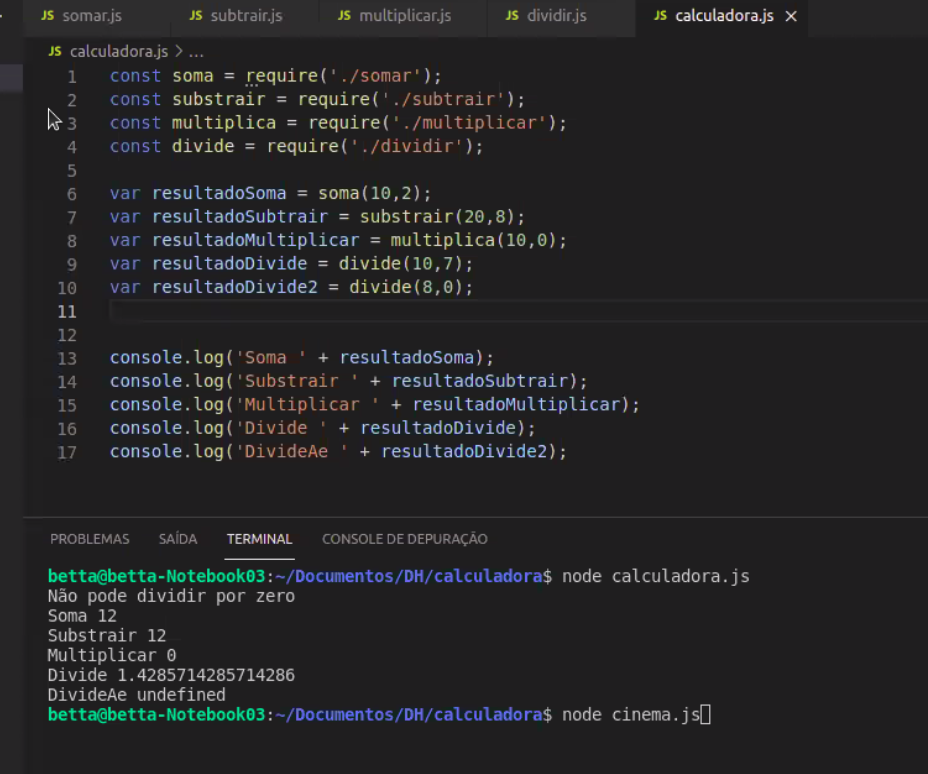 JS somar.js JS subtrair.js JS multiplicar.js JS dividir.js JS calculadora.js ×
JS calculadora.js > ...
1 const soma = require('./somar');
2 const substrair = require('./subtrair');
3 const multiplica = require('./multiplicar');
4 const divide = require('./dividir');
5
6 var resultadoSoma = soma(10,2);
7 var resultadoSubtrair = substrair(20,8);
8 var resultadoMultiplicar = multiplica(10,0);
9 var resultadoDivide = divide(10,7);
10 var resultadoDivide2 = divide(8,0);
11
12
13 console.log('Soma ' + resultadoSoma);
14 console.log('Substrair ' + resultadoSubtrair);
15 console.log('Multiplicar ' + resultadoMultiplicar);
16 console.log('Divide ' + resultadoDivide);
17 console.log('DivideAe ' + resultadoDivide2);
PROBLEMAS SAÍDA TERMINAL CONSOLE DE DEPURAÇÃO
betta@betta-Notebook03:~/Documentos/DH/calculadora$ node calculadora.js
Não pode dividir por zero
Soma 12
Substrair 12
Multiplicar 0
Divide 1.4285714285714286
DivideAe undefined
betta@betta-Notebook03:~/Documentos/DH/calculadora$ node cinema.js